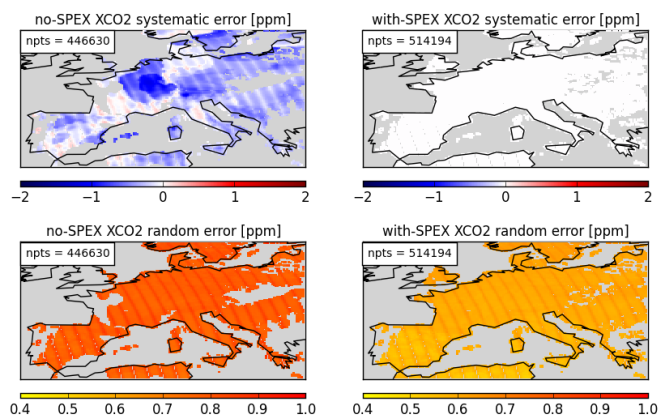 no-SPEX XCO2 systematic error [ppm]
with-SPEX XCO2 systematic error [ppm]
npts = 446630
npts = 514194
−2 −1 0 1 2
−2 −1 0 1 2
no-SPEX XCO2 random error [ppm]
with-SPEX XCO2 random error [ppm]
npts = 446630
npts = 514194
0.4 0.5 0.6 0.7 0.8 0.9 1.0
0.4 0.5 0.6 0.7 0.8 0.9 1.0